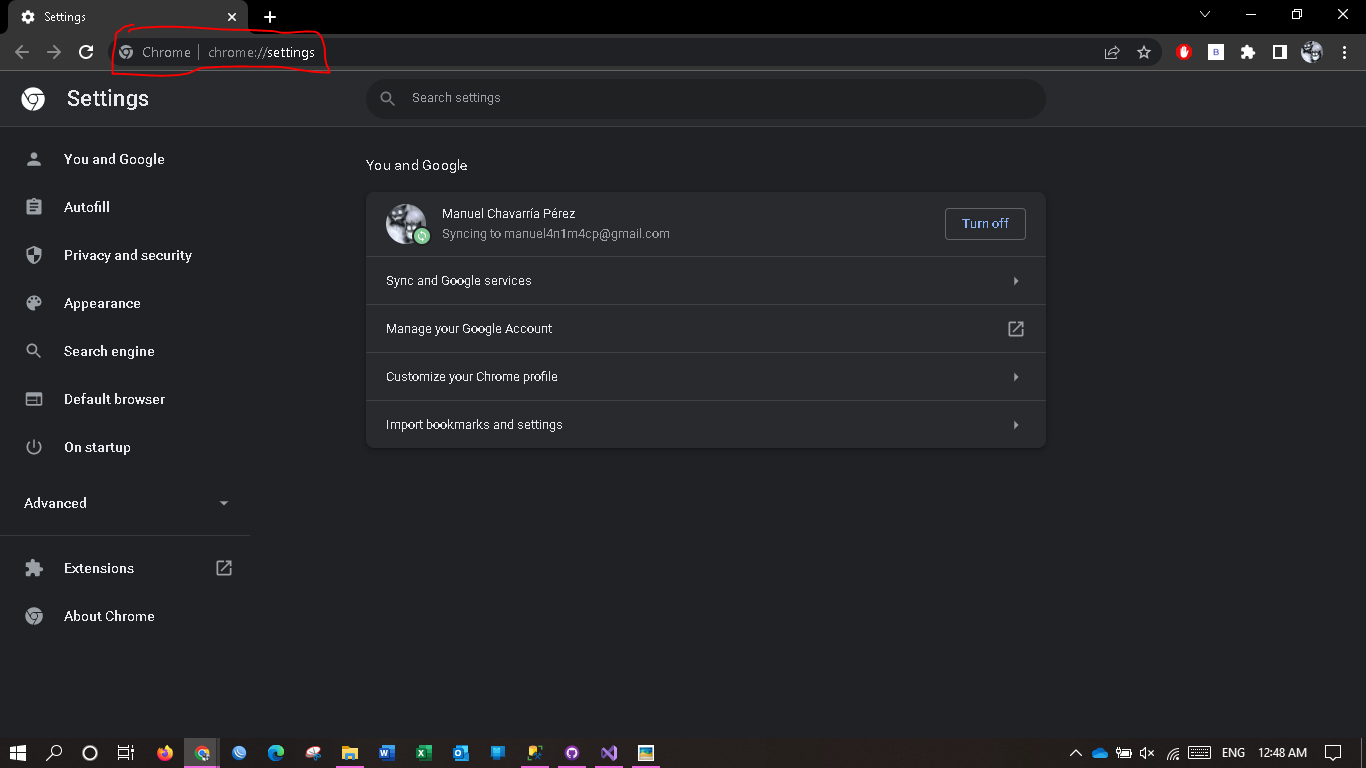 Settings
Chrome | chrome://settings
B
Settings
Search settings
You and Google
Autofill
Privacy and security
Appearance
Search engine
Default browser
On startup
Advanced
Extensions
About Chrome
You and Google
Manuel Chavarría Pérez
Syncing to manuel4n1m4cp@gmail.com
Turn off
Sync and Google services
Manage your Google Account
Customize your Chrome profile
Import bookmarks and settings
ENG
12:48 AM